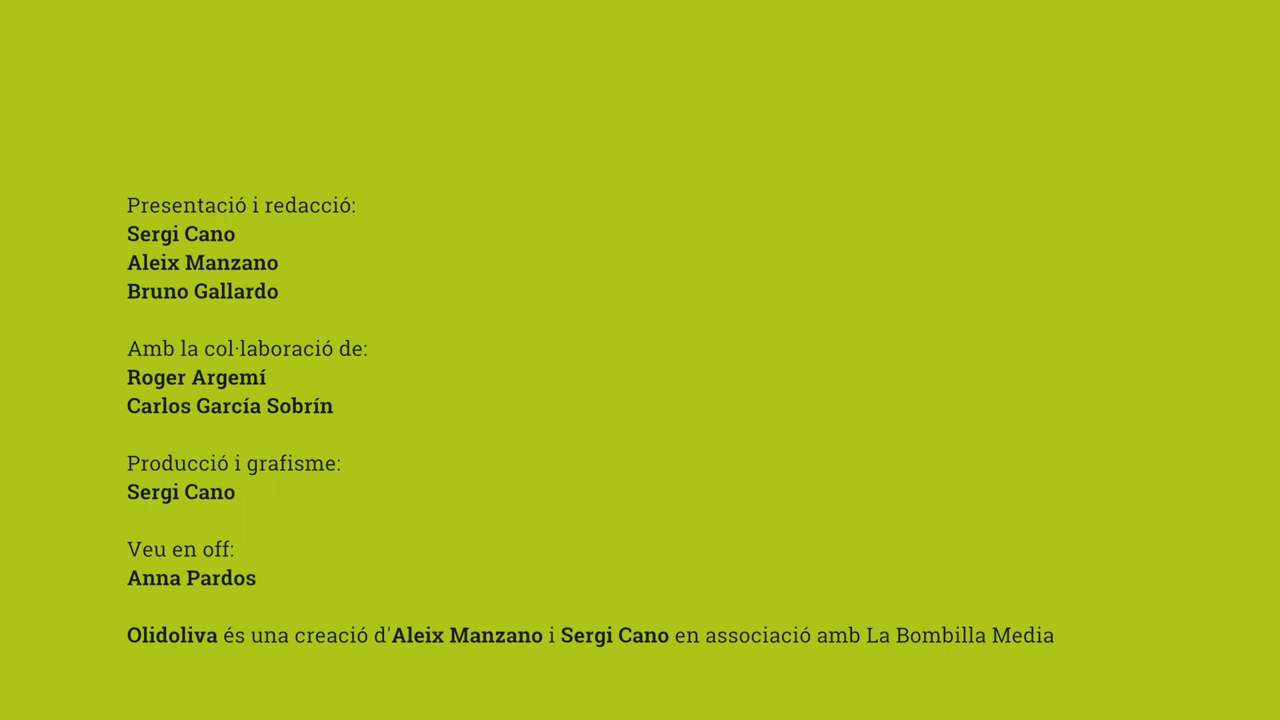 Presentació i redacció:
Sergi Cano
Aleix Manzano
Bruno Gallardo
Amb la col·laboració de:
Roger Argemí
Carlos García Sobrín
Producció i grafisme:
Sergi Cano
Veu en off:
Anna Pardos
Olidoliva és una creació d'Aleix Manzano i Sergi Cano en associació amb La Bombilla Media